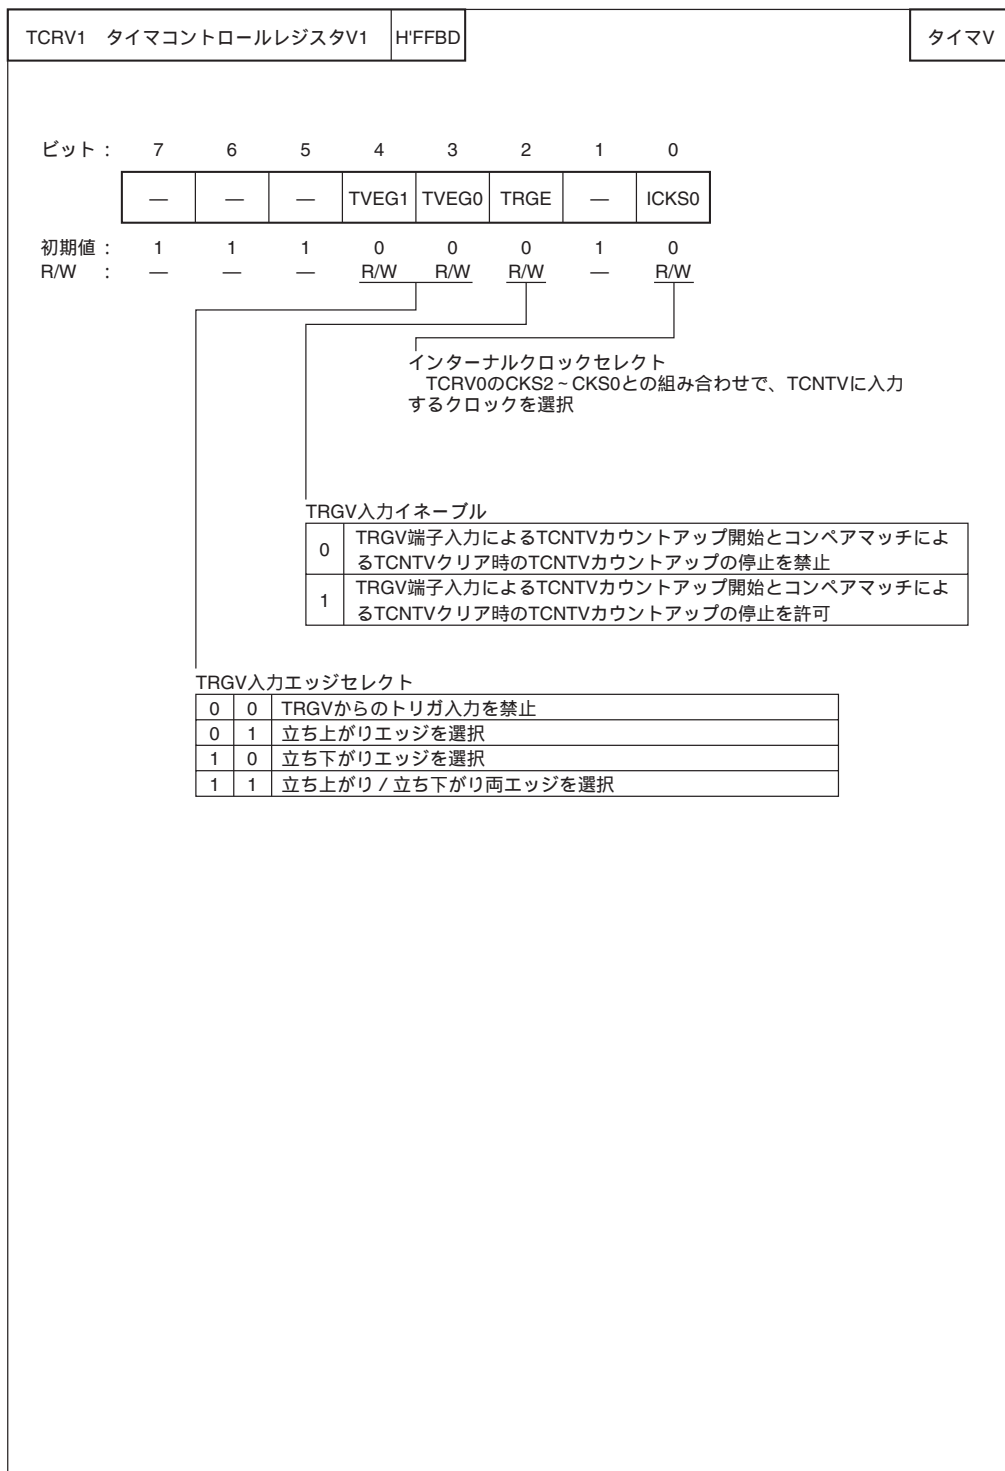 TCRV1 タイマコントロールレジスタV1 H'FFBD タイマV
ビット : 7 6 5 4 3 2 1 0
— — — TVEG1 TVEG0 TRGE — ICKS0
初期値 : 1 1 1 0 0 0 1 0
R/W : — — — R/W R/W R/W — R/W
インターナルクロックセレクト
TCRV0のCKS2~CKS0との組み合わせで、TCNTVに入力
するクロックを選択
TRGV入力イネーブル
0 TRGV端子入力によるTCNTVカウントアップ開始とコンペアマッチによ
るTCNTVクリア時のTCNTVカウントアップの停止を禁止
1 TRGV端子入力によるTCNTVカウントアップ開始とコンペアマッチによ
るTCNTVクリア時のTCNTVカウントアップの停止を許可
TRGV入力エッジセレクト
0 0 TRGVからのトリガ入力を禁止
0 1 立ち上がりエッジを選択
1 0 立ち下がりエッジを選択
1 1 立ち上がり/立ち下がり両エッジを選択